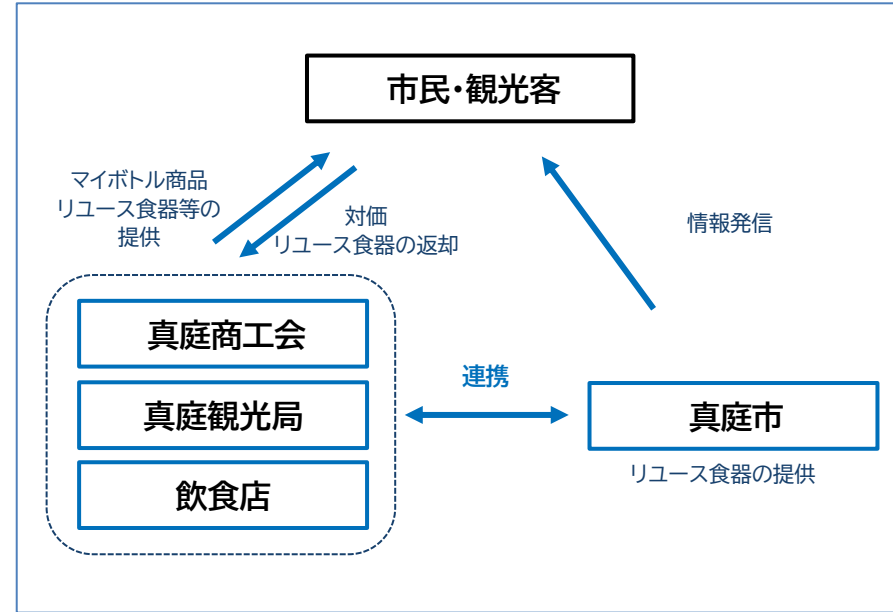 市民・観光客
マイボトル商品
リユース食器等の
提供
対価
リユース食器の返却
情報発信
真庭商工会
真庭観光局
飲食店
連携
真庭市
リユース食器の提供